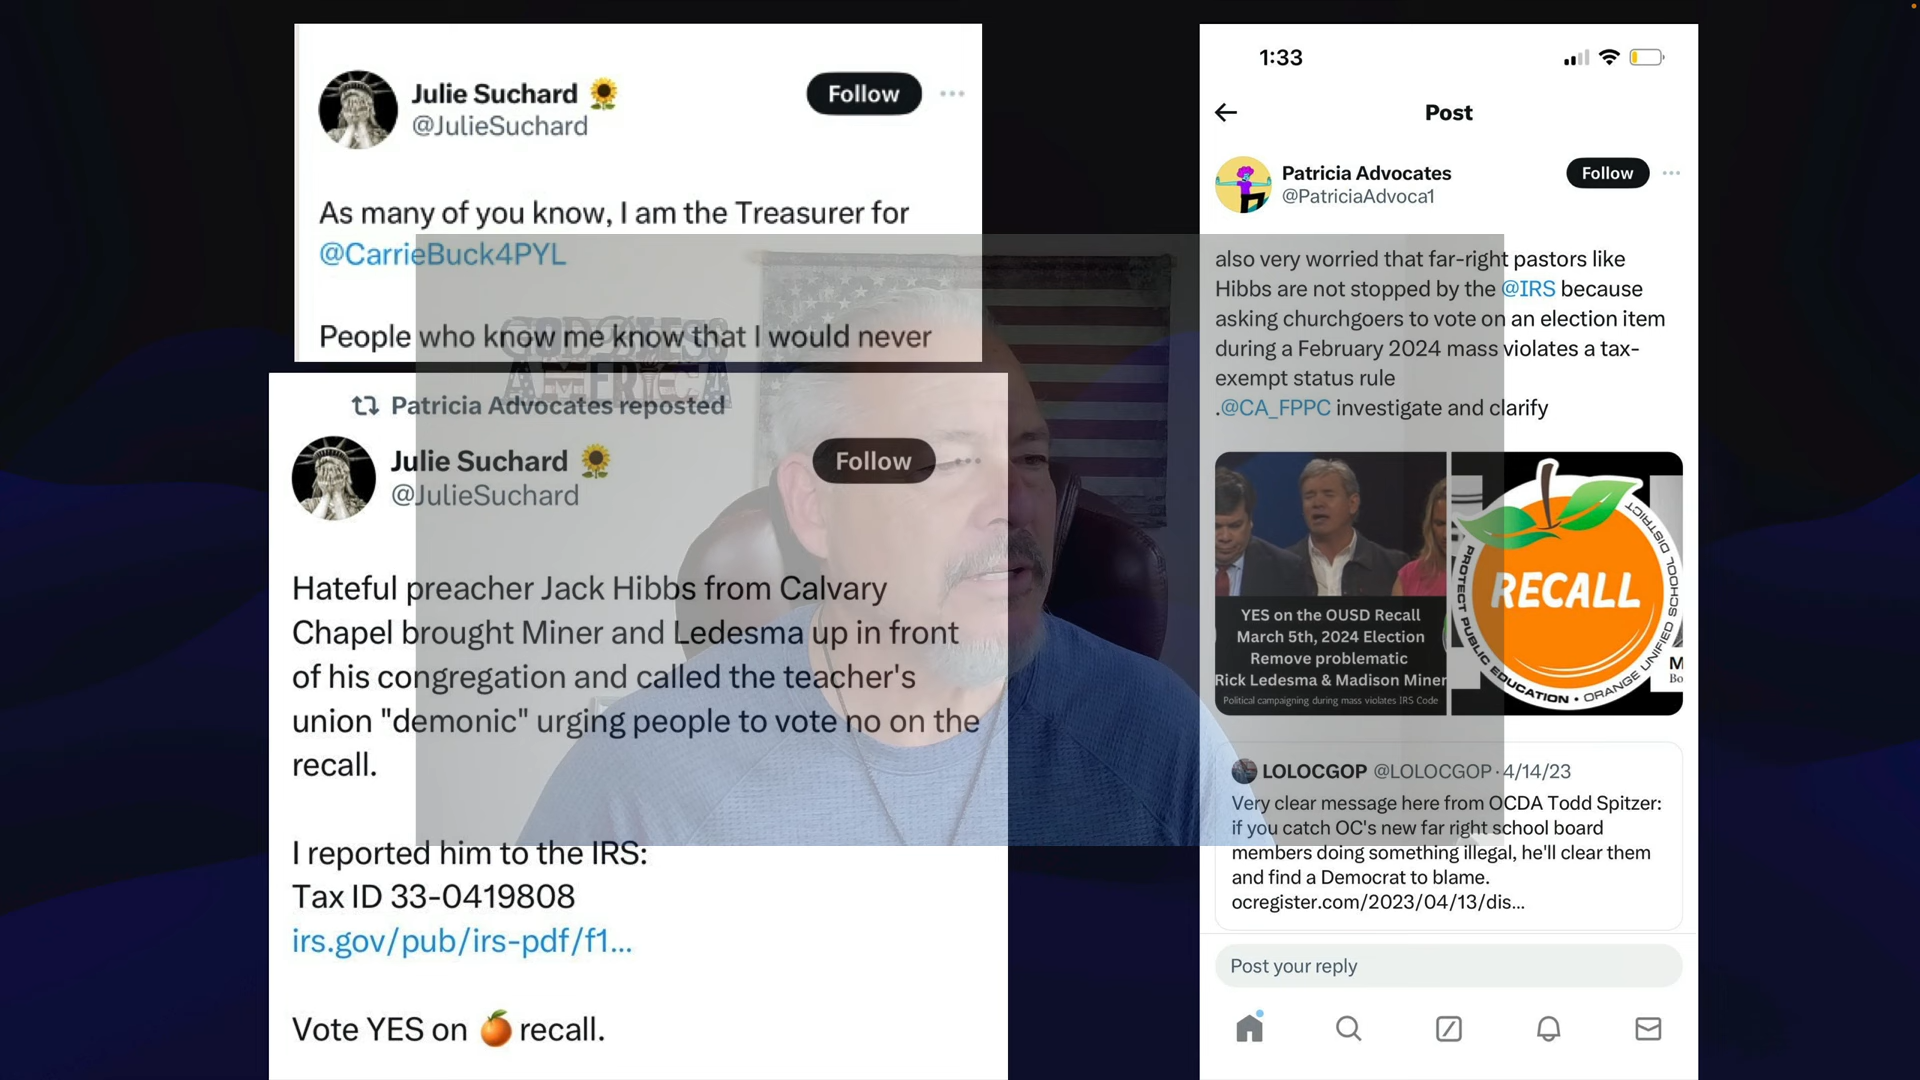 Julie Suchard 🌻
@JulieSuchard
Follow
As many of you know, I am the Treasurer for
@CarrieBuck4PYL
People who know me know that I would never
GOD BLESS
AMERICA
Patricia Advocates reposted
Julie Suchard 🌻
@JulieSuchard
Follow
Hateful preacher Jack Hibbs from Calvary
Chapel brought Miner and Ledesma up in front
of his congregation and called the teacher's
union "demonic" urging people to vote no on the
recall.
I reported him to the IRS:
Tax ID 33-0419808
irs.gov/pub/irs-pdf/f1...
Vote YES on 🍊 recall.
1:33
Post
Patricia Advocates
@PatriciaAdvoca1
Follow
also very worried that far-right pastors like
Hibbs are not stopped by the @IRS because
asking churchgoers to vote on an election item
during a February 2024 mass violates a tax-
exempt status rule
.@CA_FPPC investigate and clarify
YES on the OUSD Recall
March 5th, 2024 Election
Remove problematic
Rick Ledesma & Madison Miner
Political campaigning during mass violates IRS Code
RECALL
PROTECT PUBLIC EDUCATION • ORANGE UNIFIED SCHOOL DISTRICT
M
Bo
LOLOCGOP @LOLOCGOP · 4/14/23
Very clear message here from OCDA Todd Spitzer:
if you catch OC's new far right school board
members doing something illegal, he'll clear them
and find a Democrat to blame.
ocregister.com/2023/04/13/dis...
Post your reply